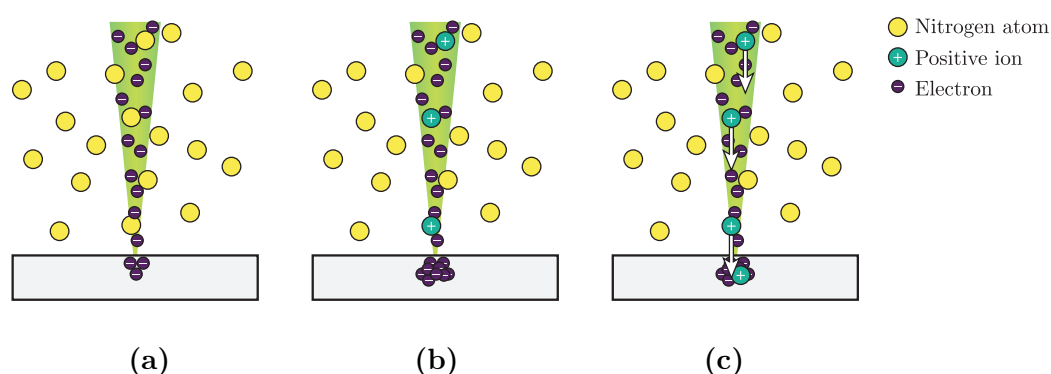 Nitrogen atom
Positive ion
Electron
(a)
(b)
(c)